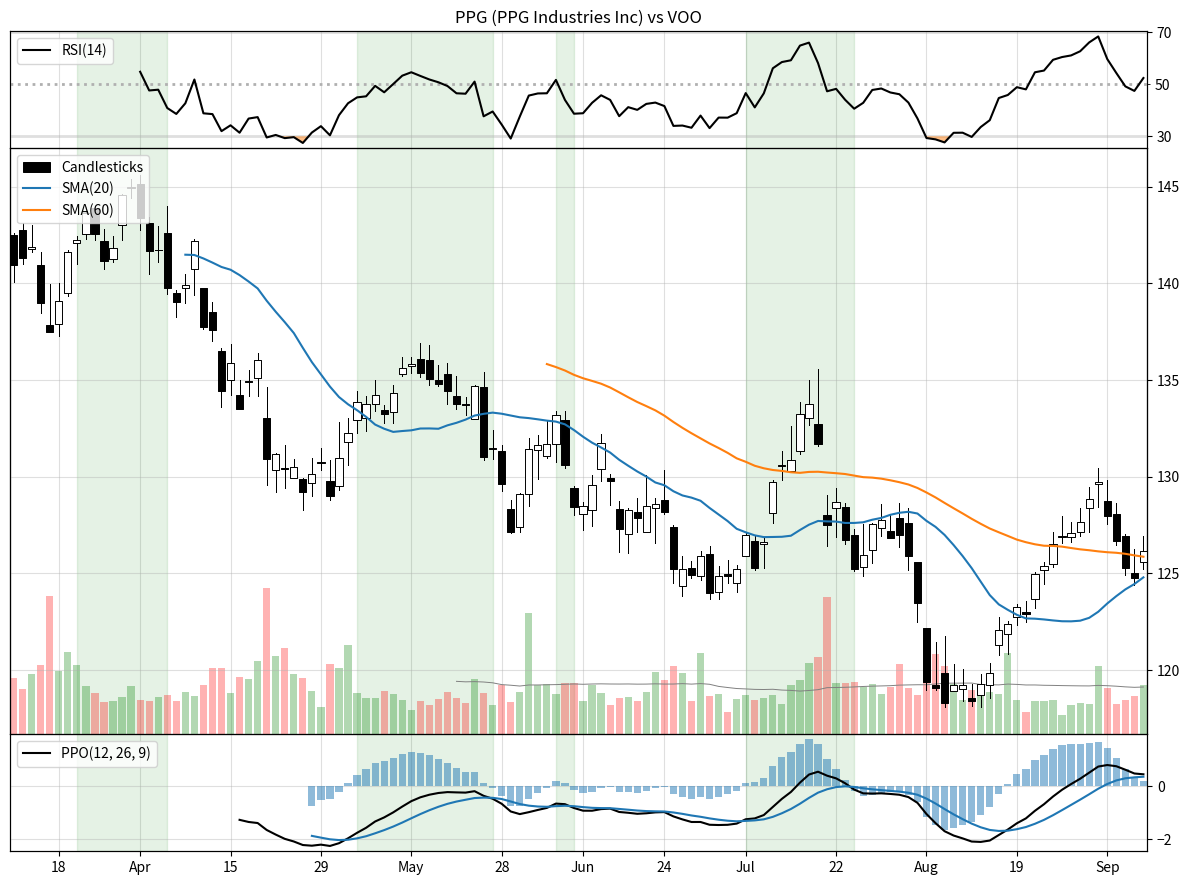 PPG (PPG Industries Inc) vs VOO
RSI(14)
70
50
30
Candlesticks
SMA(20)
SMA(60)
145
140
135
130
125
120
PPO(12, 26, 9)
0
−2
18 Apr 15 29 May 28 Jun 24 Jul 22 Aug 19 Sep